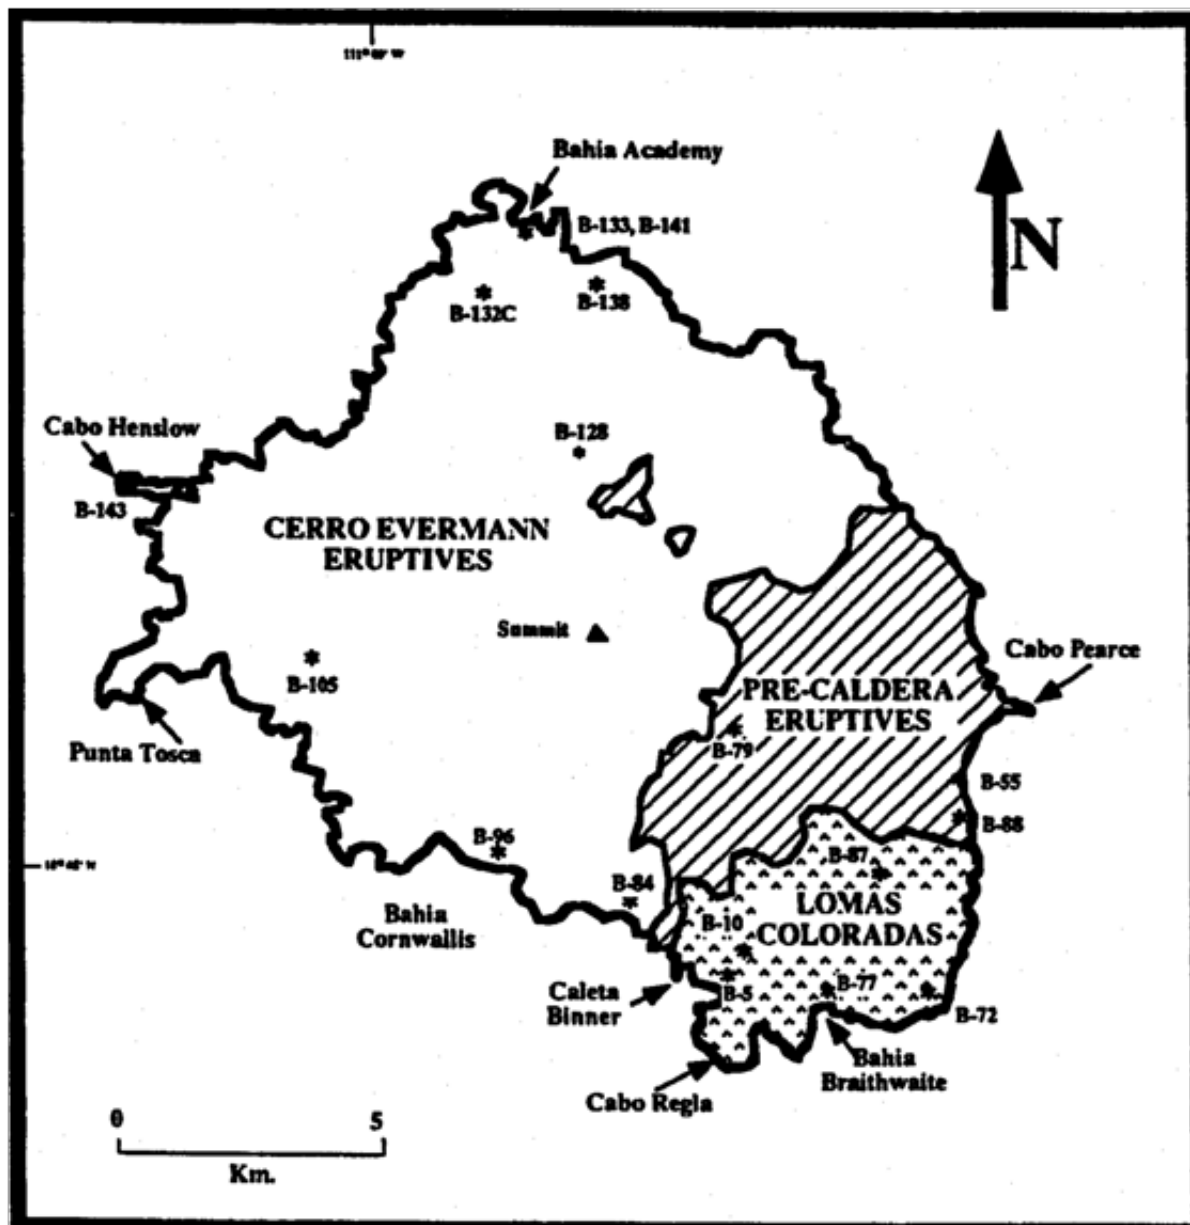 Bahia Academy
B-133, B-141
N
B-132C
B-138
Cabo Henslow
B-128
B-143
CERRO EVERMANN
ERUPTIVES
Summit
Cabo Pearce
B-105
PRE-CALDERA
ERUPTIVES
Punta Tosca
B-79
B-55
B-88
B-96
B-87
B-84
LOMAS
COLORADAS
Bahia
Cornwallis
B-10
Caleta
Binner
B-5
B-77
B-72
Bahia
Braithwaite
Cabo Regla
0 5
Km.